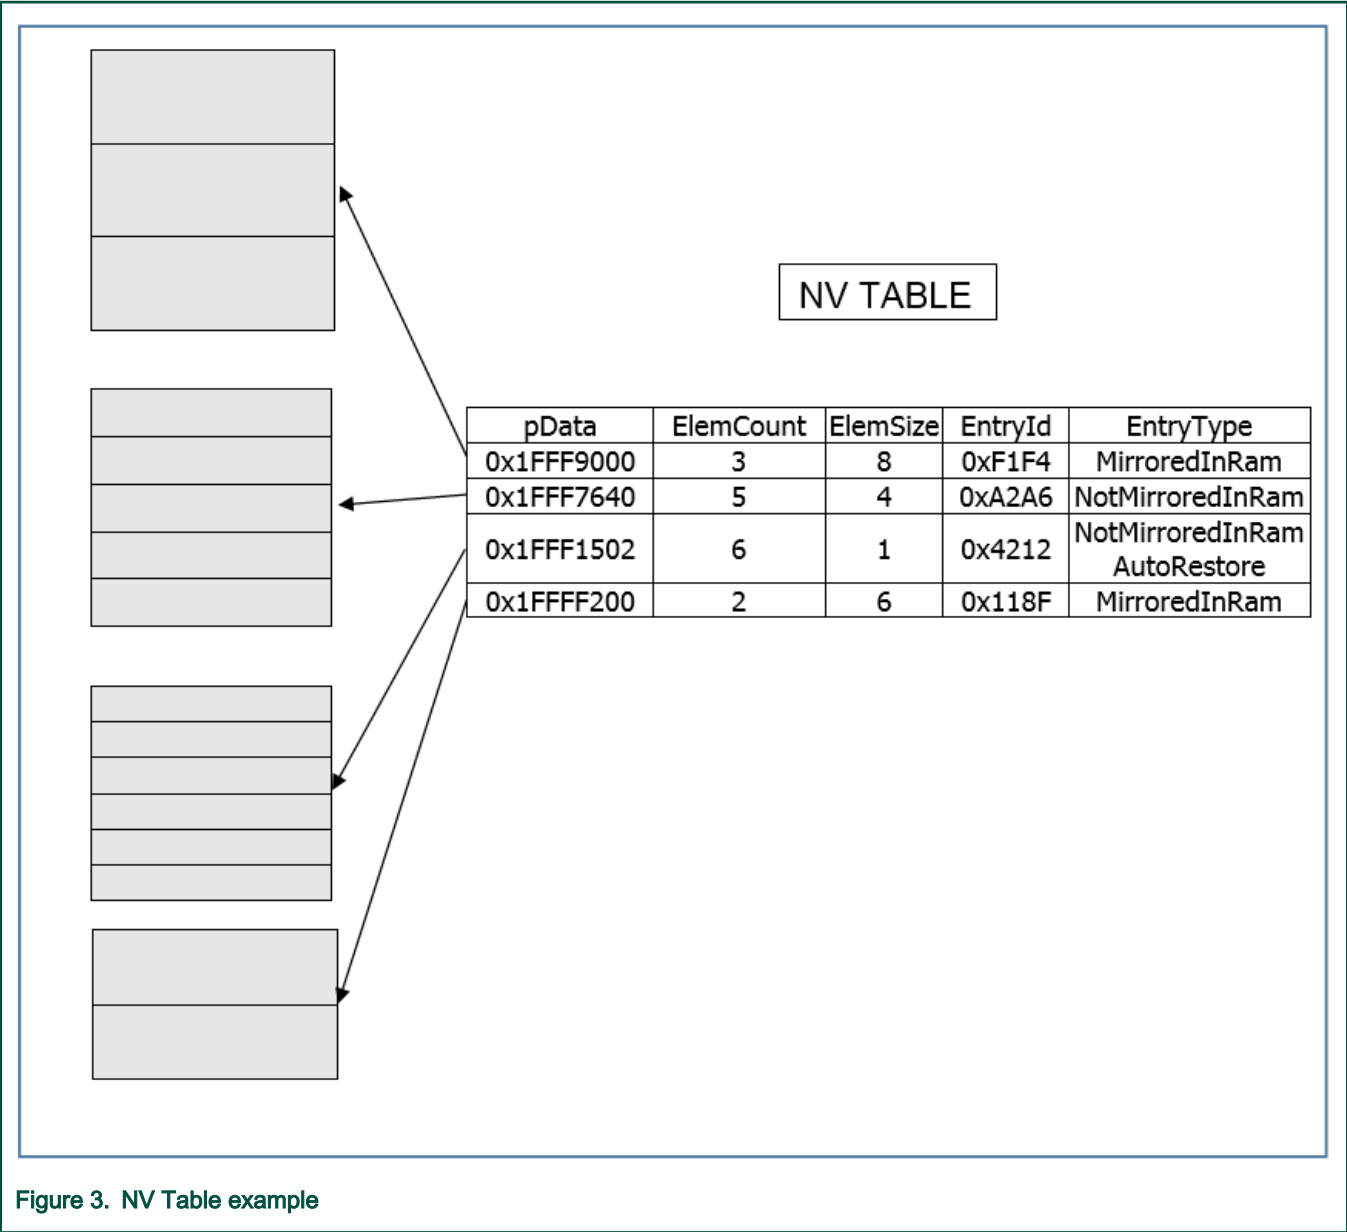 NV TABLE
pData ElemCount ElemSize EntryId EntryType
0x1FFF9000 3 8 0xF1F4 MirroredInRam
0x1FFF7640 5 4 0xA2A6 NotMirroredInRam
0x1FFF1502 6 1 0x4212 NotMirroredInRam
AutoRestore
0x1FFFF200 2 6 0x118F MirroredInRam
Figure 3. NV Table example